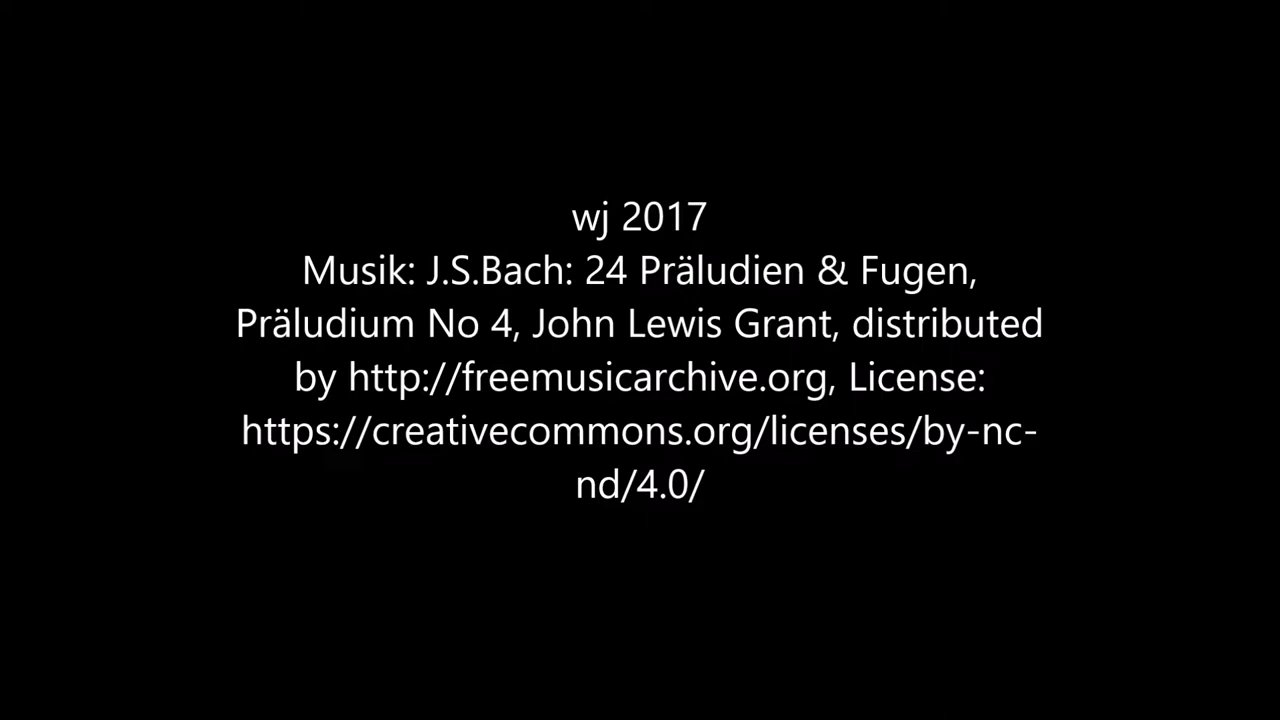 wj 2017
Musik: J.S.Bach: 24 Präludien & Fugen,
Präludium No 4, John Lewis Grant, distributed
by http://freemusicarchive.org, License:
https://creativecommons.org/licenses/by-nc-
nd/4.0/